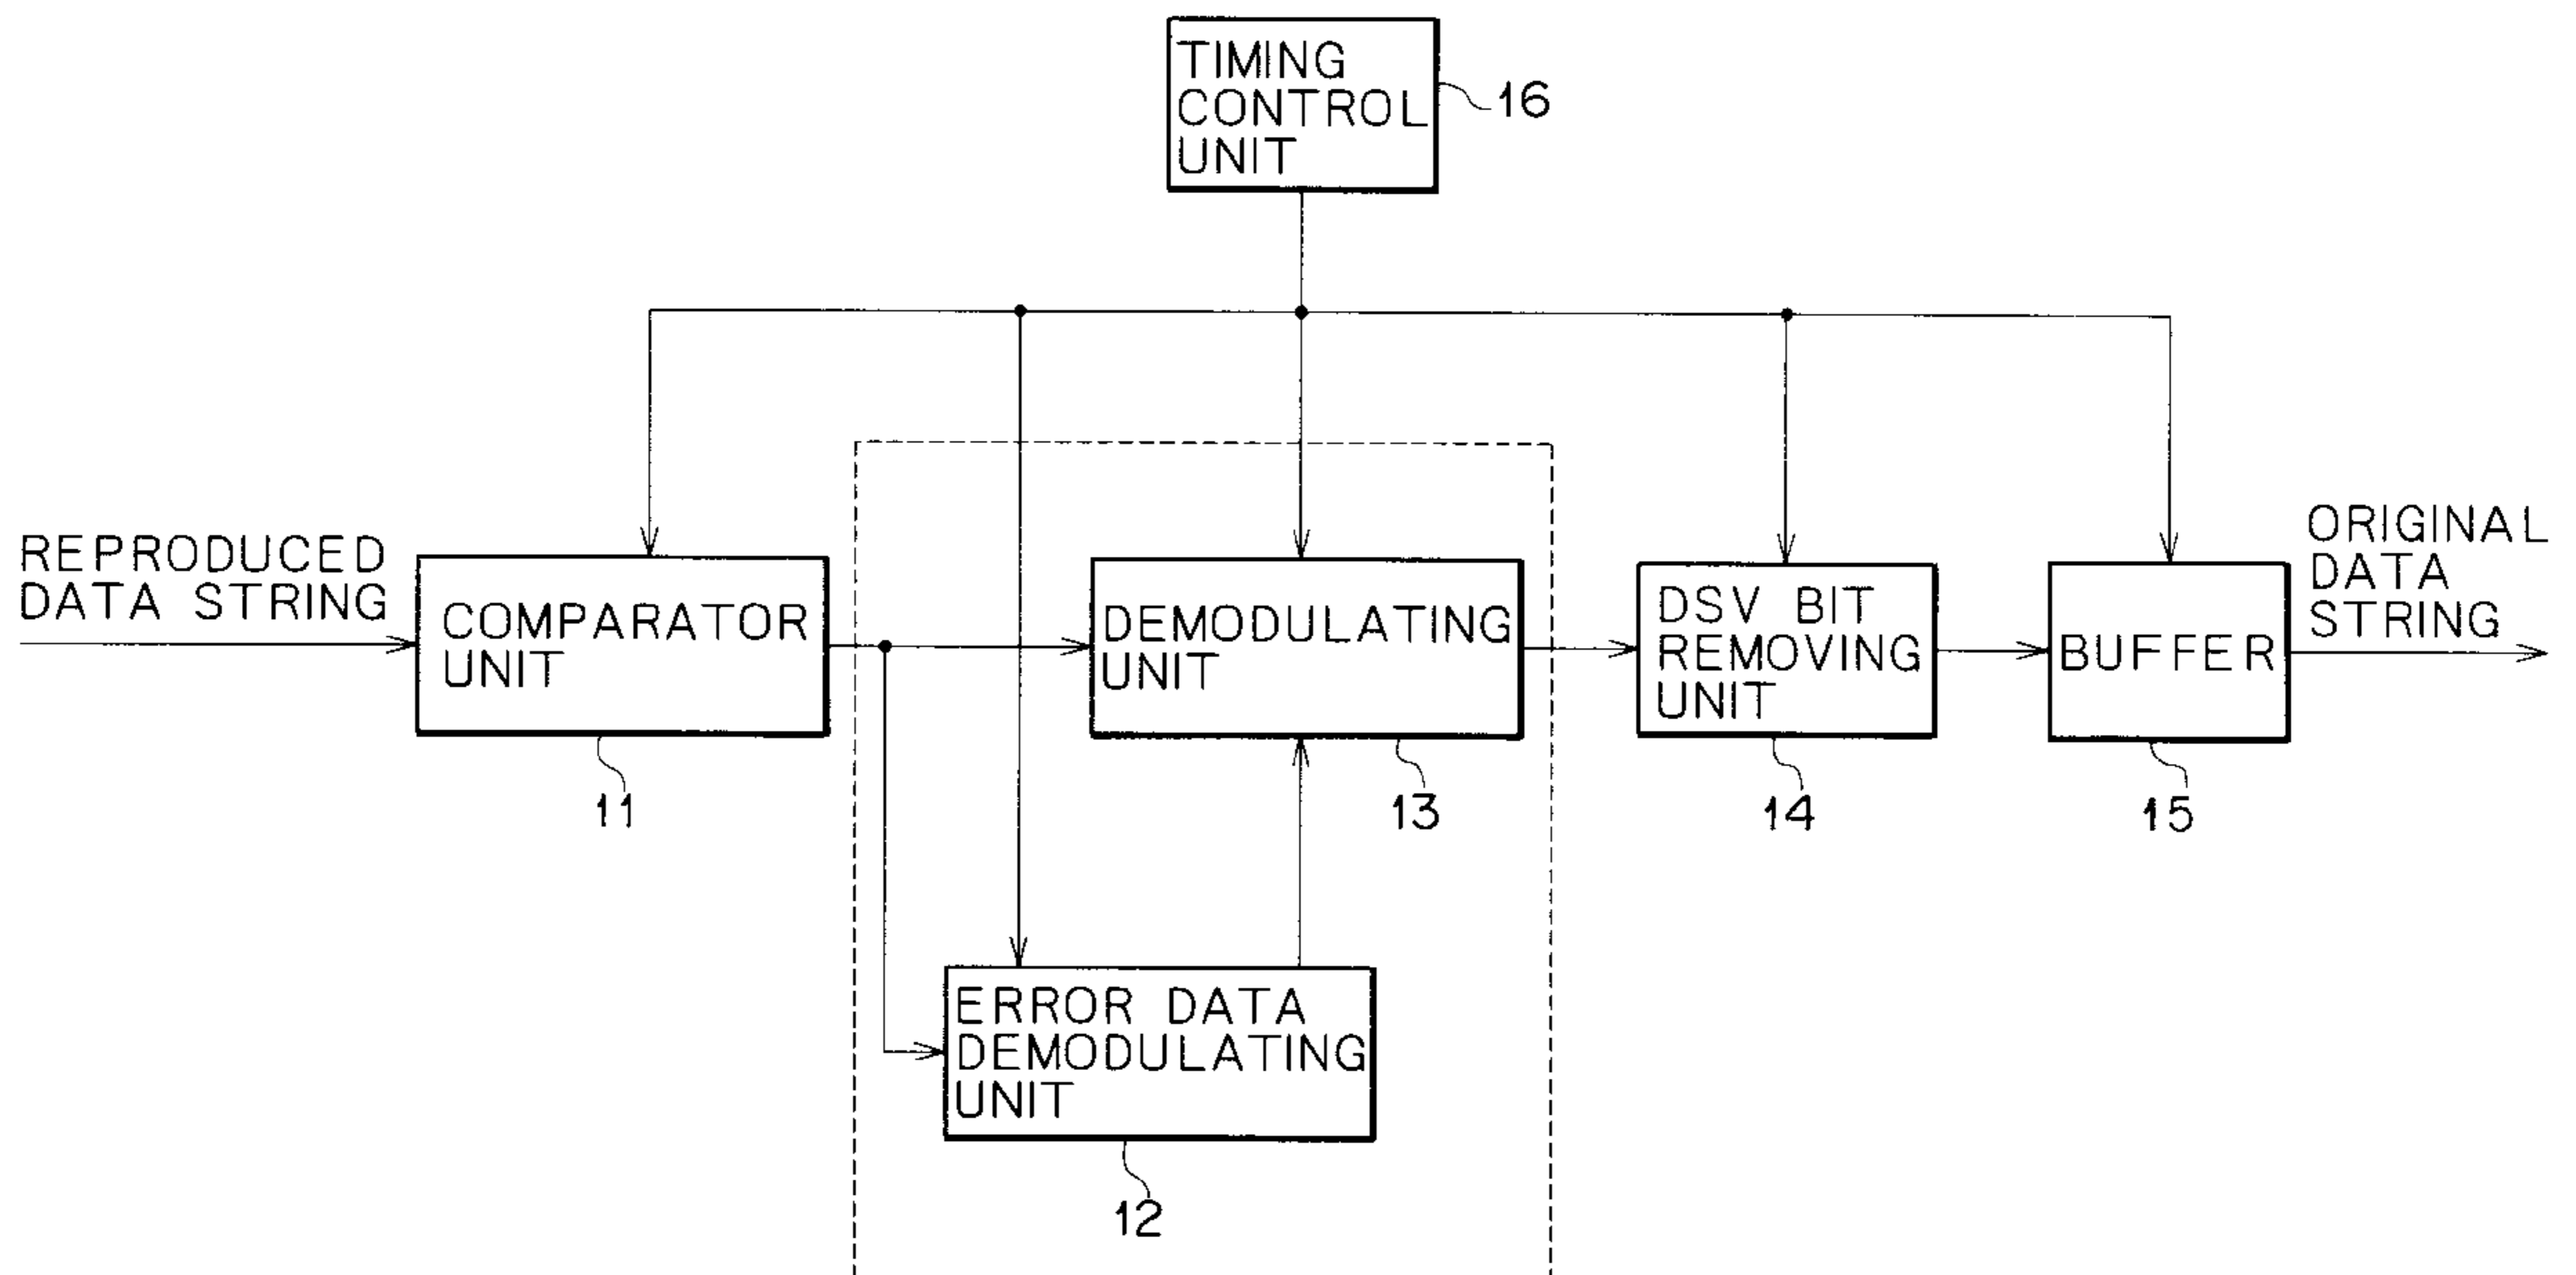 TIMING
CONTROL
UNIT
16
REPRODUCED
DATA STRING
COMPARATOR
UNIT
11
DEMODULATING
UNIT
13
DSV BIT
REMOVING
UNIT
14
BUFFER
15
ORIGINAL
DATA
STRING
ERROR DATA
DEMODULATING
UNIT
12